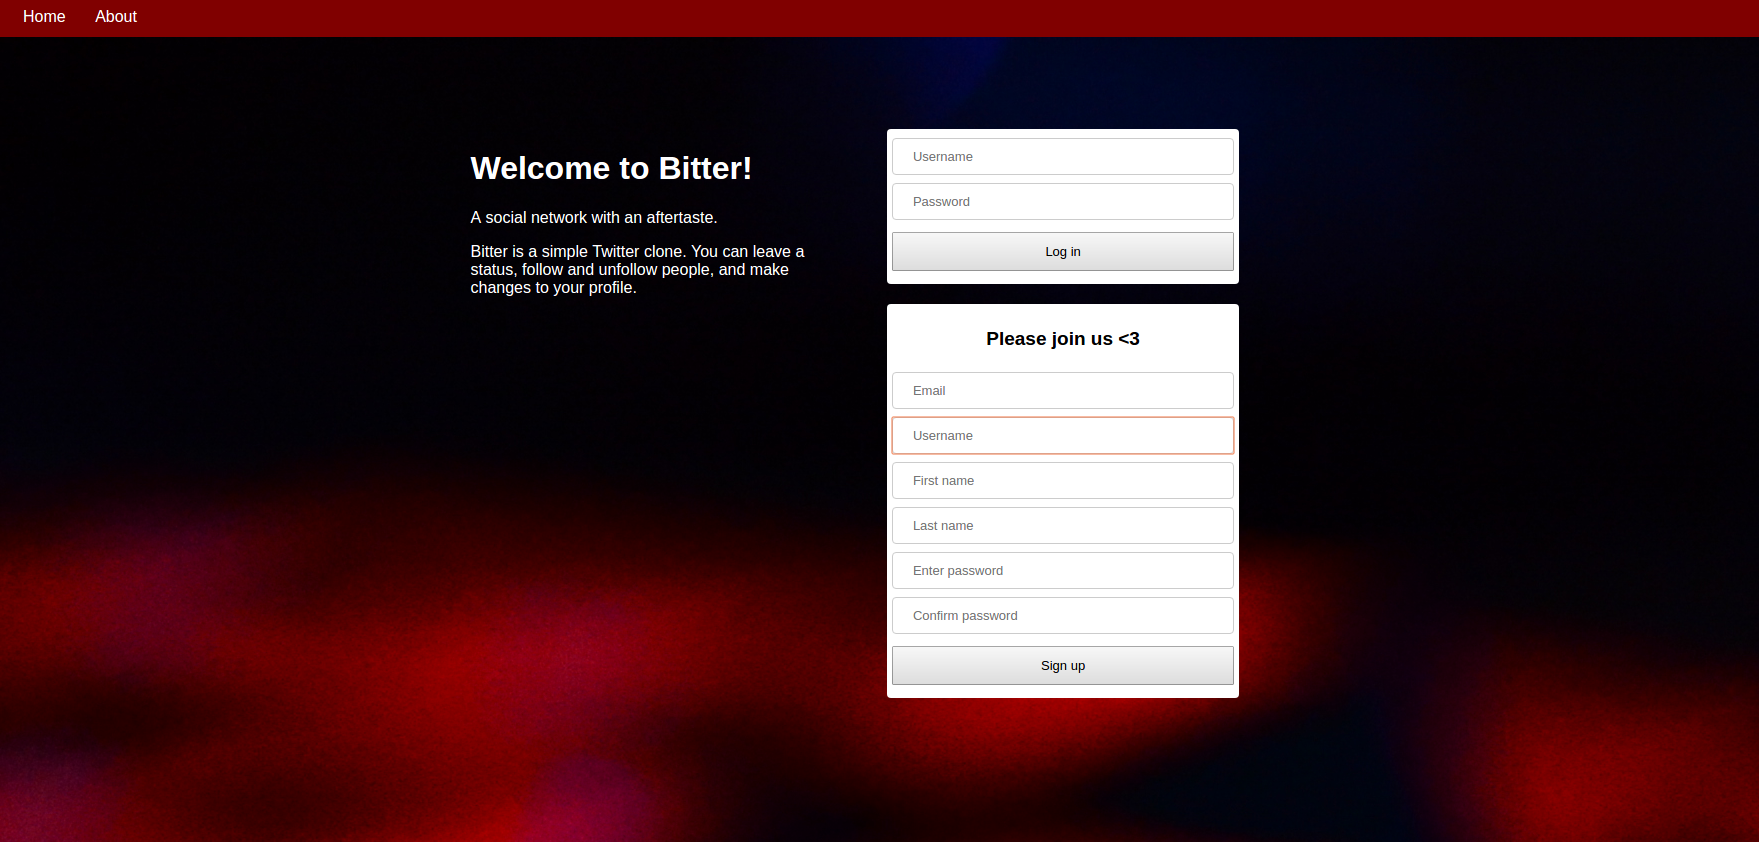 Home About
Welcome to Bitter!
A social network with an aftertaste.
Bitter is a simple Twitter clone. You can leave a
status, follow and unfollow people, and make
changes to your profile.
Username
Password
Log in
Please join us <3
Email
Username
First name
Last name
Enter password
Confirm password
Sign up